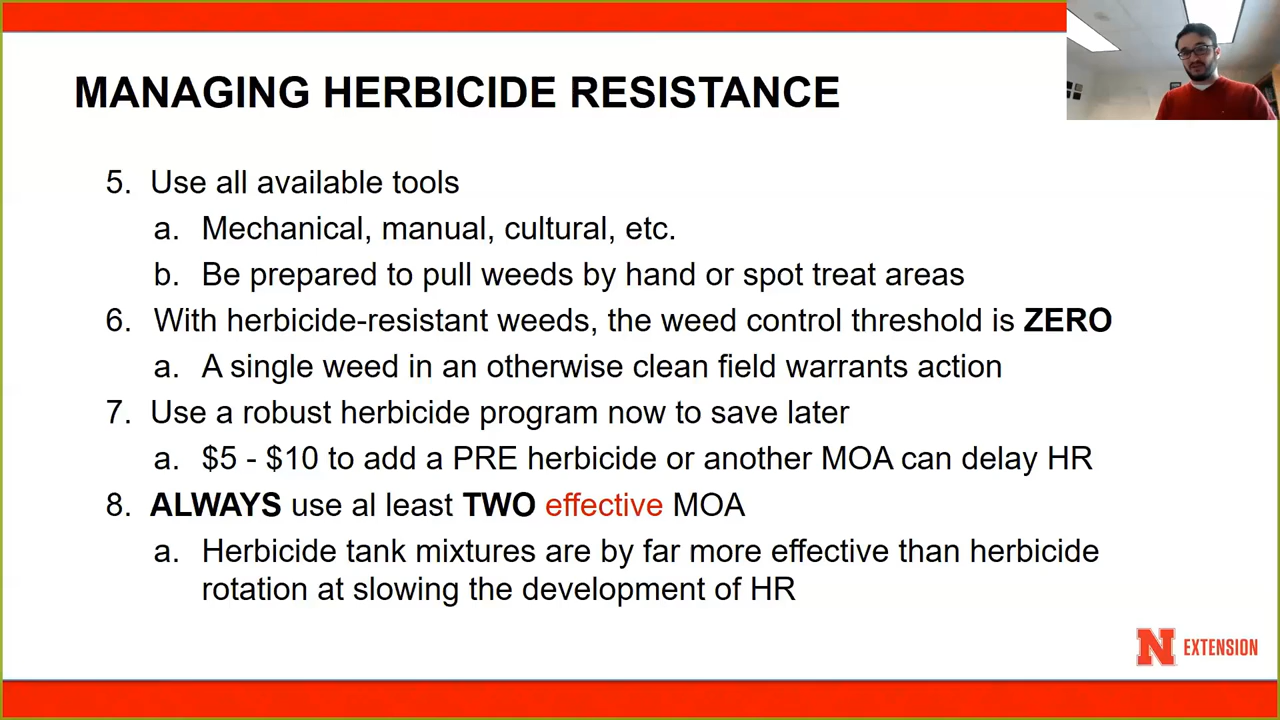 MANAGING HERBICIDE RESISTANCE
5. Use all available tools
a. Mechanical, manual, cultural, etc.
b. Be prepared to pull weeds by hand or spot treat areas
6. With herbicide-resistant weeds, the weed control threshold is ZERO
a. A single weed in an otherwise clean field warrants action
7. Use a robust herbicide program now to save later
a. $5 - $10 to add a PRE herbicide or another MOA can delay HR
8. ALWAYS use al least TWO effective MOA
a. Herbicide tank mixtures are by far more effective than herbicide
rotation at slowing the development of HR
N EXTENSION